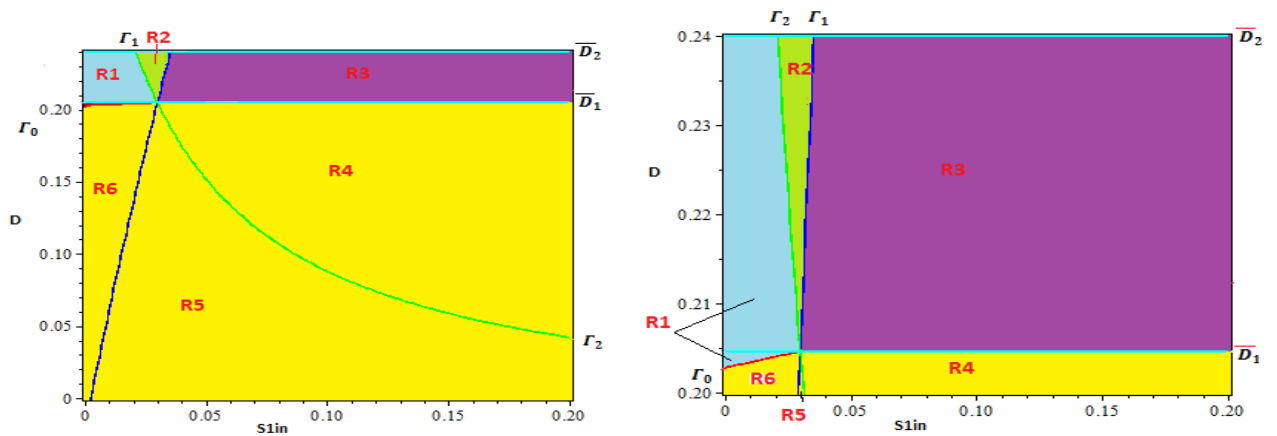 Γ₁ R2
R1 R3 D̅₂
0.20 D̅₁
Γ₀
R4
0.15 R6
D
0.10
R5
0.05 Γ₂
0
0 0.05 0.10 0.15 0.20
S1in
Γ₂ Γ₁
0.24 D̅₂
R2
0.23
D R3
0.22
0.21
R1
D̅₁
Γ₀ R6 R4
0.20
0 R5 0.05 0.10 0.15 0.20
S1in